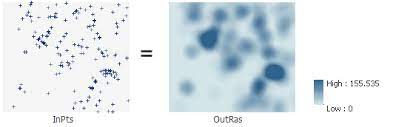 =
High : 155.535
Low : 0
InPts
OutRas